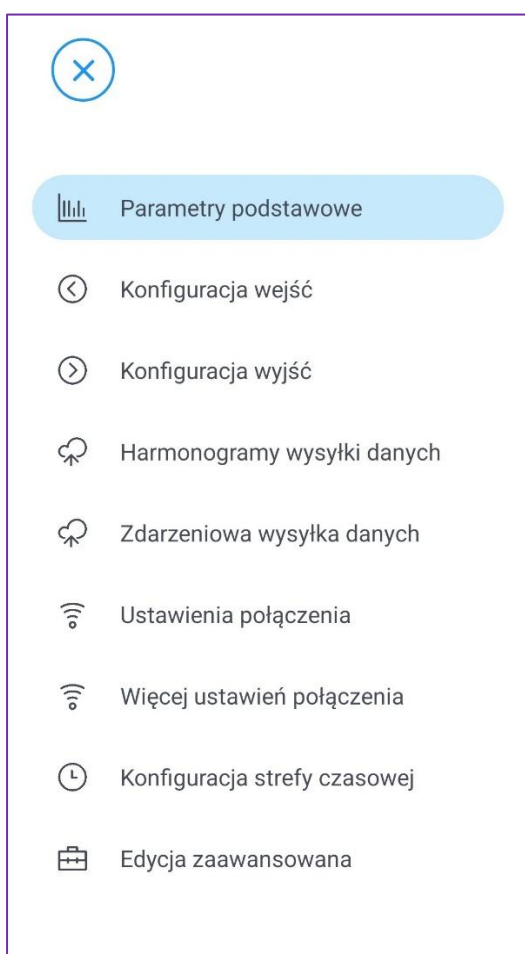 Parametry podstawowe
Konfiguracja wejść
Konfiguracja wyjść
Harmonogramy wysyłki danych
Zdarzeniowa wysyłka danych
Ustawienia połączenia
Więcej ustawień połączenia
Konfiguracja strefy czasowej
Edycja zaawansowana